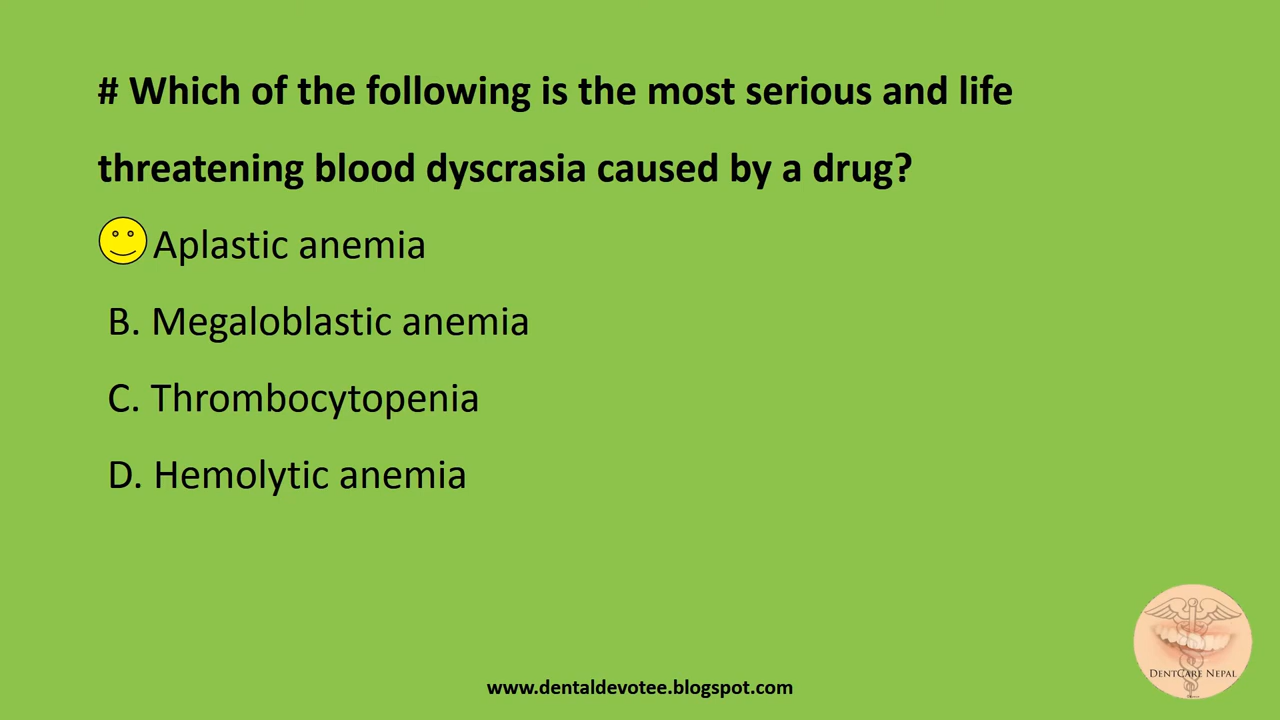 # Which of the following is the most serious and life
threatening blood dyscrasia caused by a drug?
Aplastic anemia
B. Megaloblastic anemia
C. Thrombocytopenia
D. Hemolytic anemia
DENTCARE NEPAL
www.dentaldevotee.blogspot.com